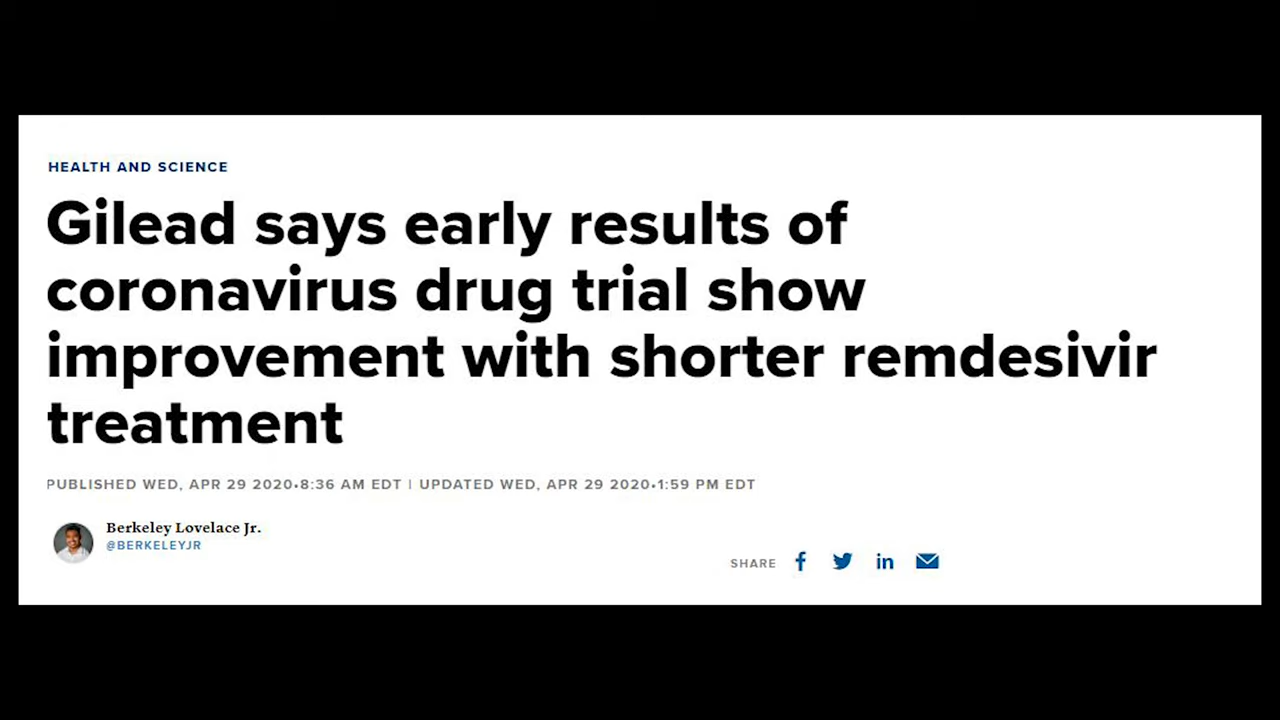 HEALTH AND SCIENCE
Gilead says early results of
coronavirus drug trial show
improvement with shorter remdesivir
treatment
PUBLISHED WED, APR 29 2020•8:36 AM EDT | UPDATED WED, APR 29 2020•1:59 PM EDT
Berkeley Lovelace Jr.
@BERKELEYJR
SHARE